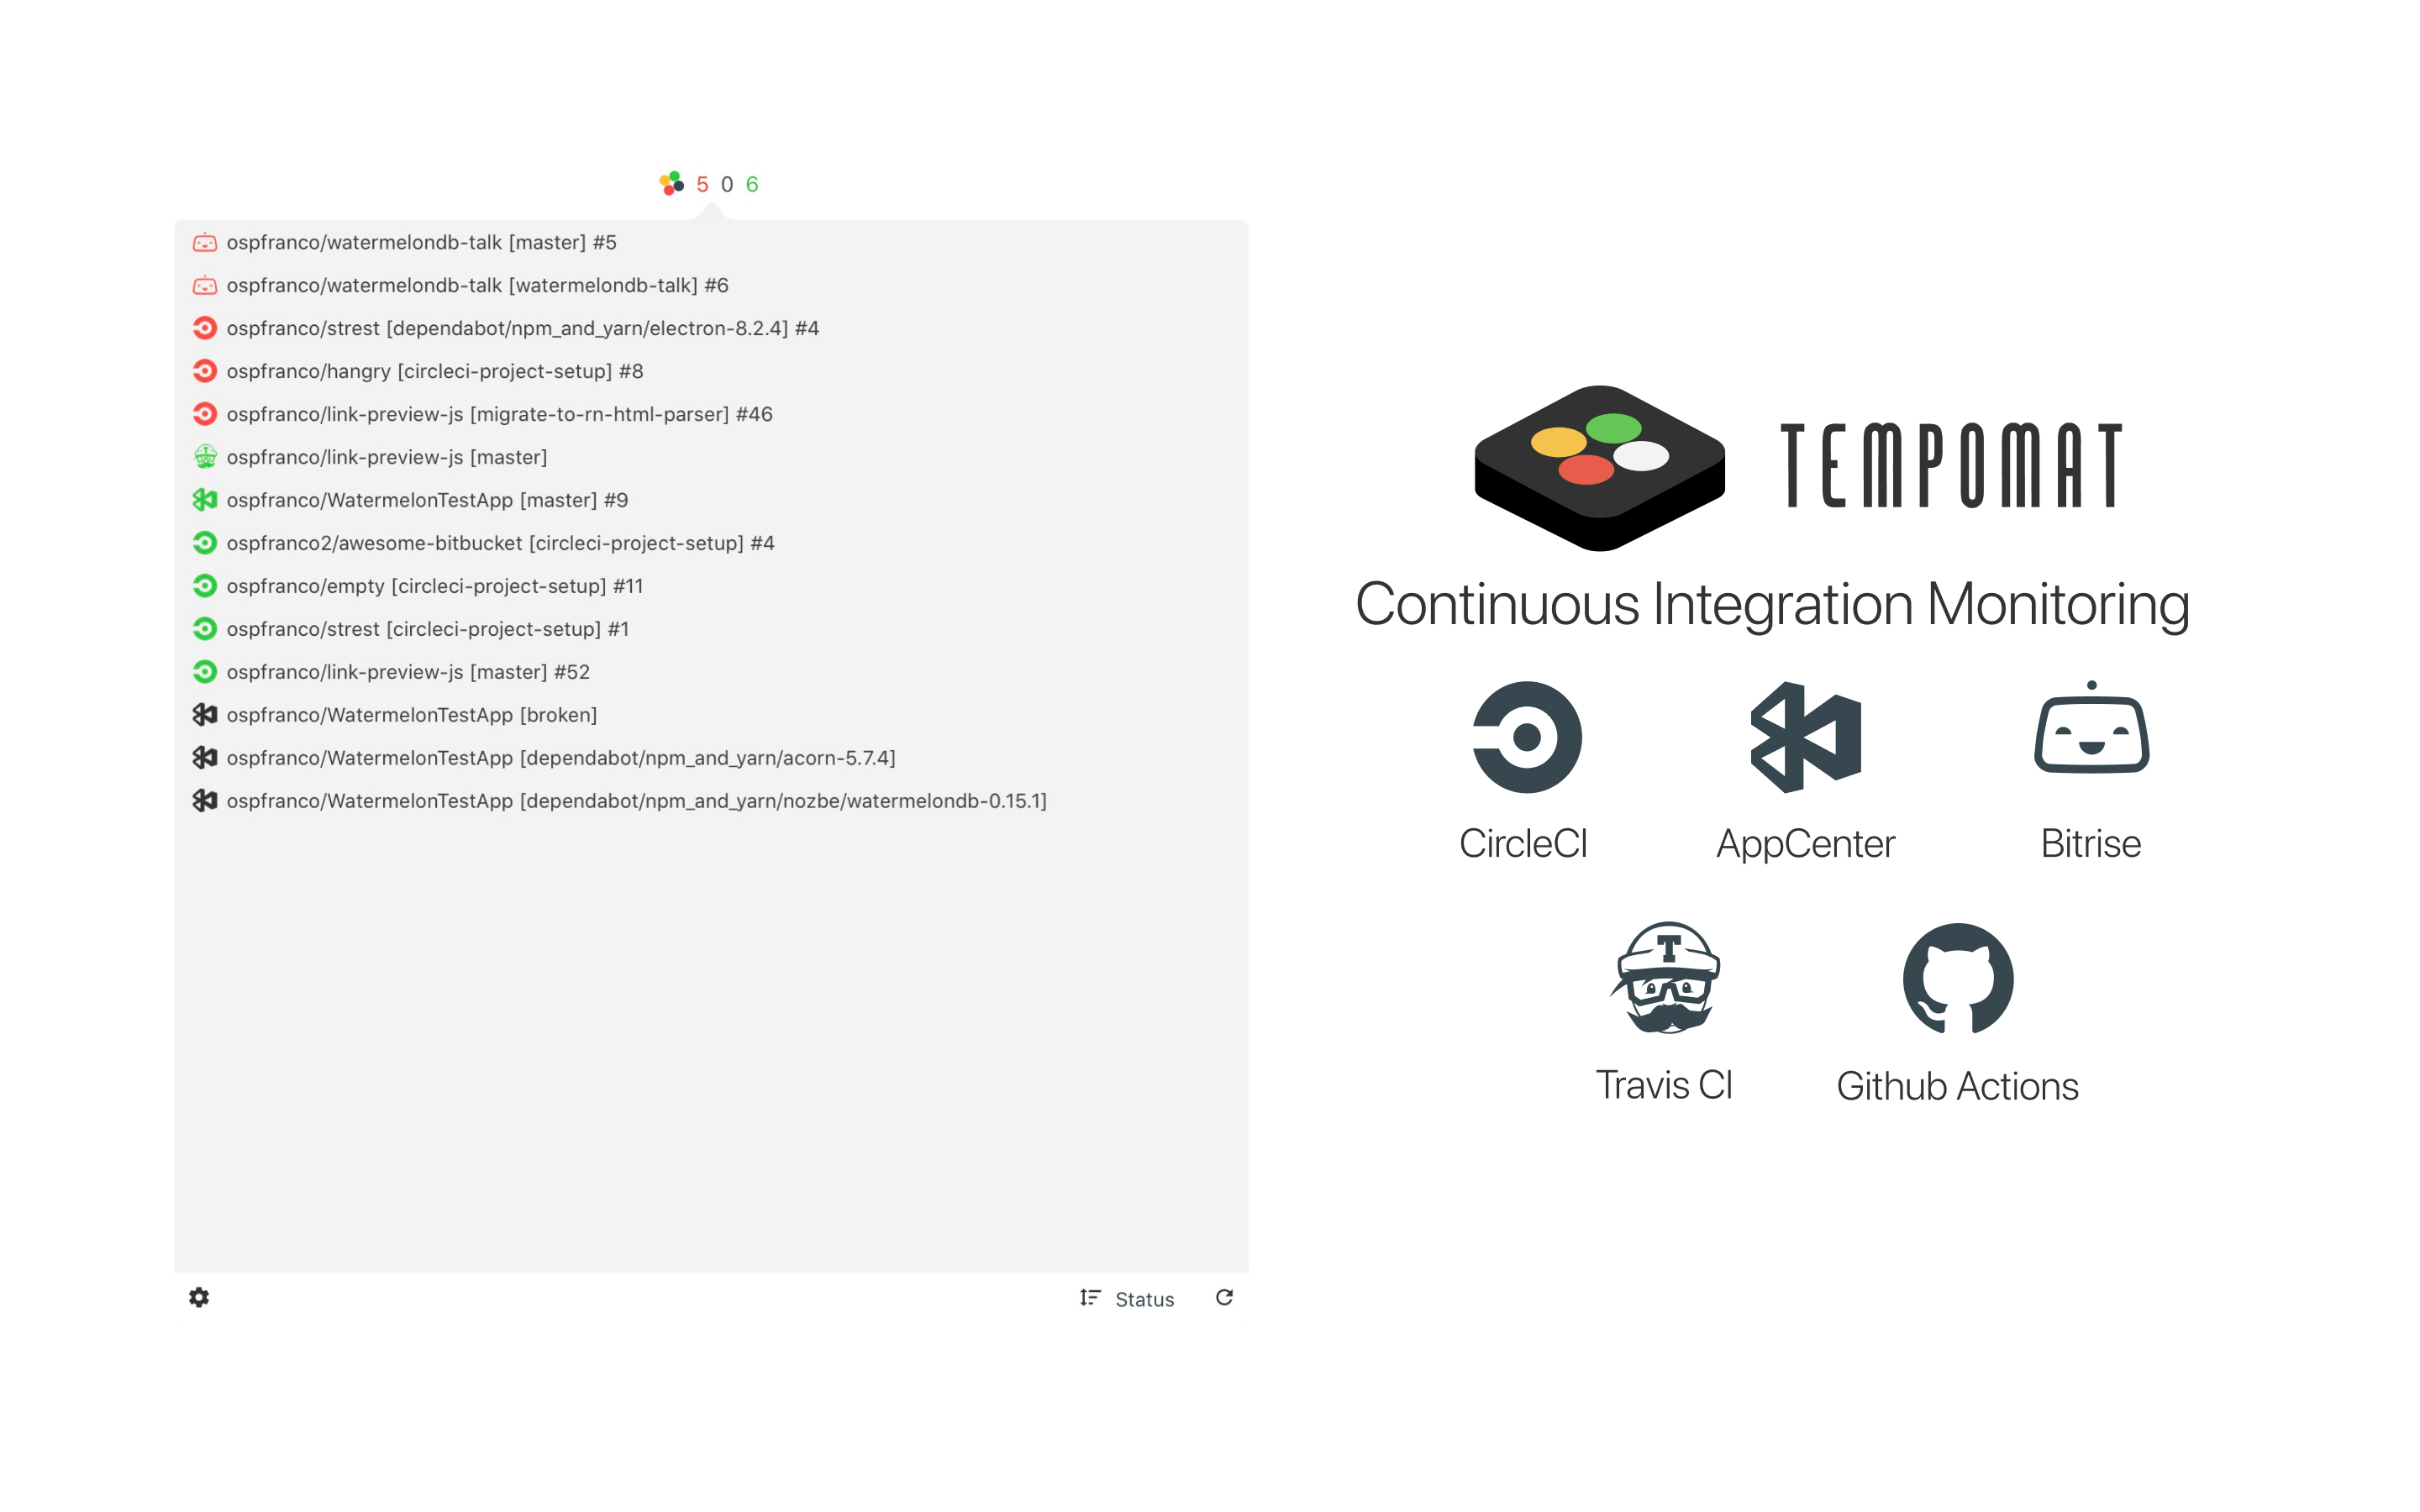 5 0 6
ospfranco/watermelondb-talk [master] #5
ospfranco/watermelondb-talk [watermelondb-talk] #6
ospfranco/strest [dependabot/npm_and_yarn/electron-8.2.4] #4
ospfranco/hangry [circleci-project-setup] #8
ospfranco/link-preview-js [migrate-to-rn-html-parser] #46
ospfranco/link-preview-js [master]
ospfranco/WatermelonTestApp [master] #9
ospfranco2/awesome-bitbucket [circleci-project-setup] #4
ospfranco/empty [circleci-project-setup] #11
ospfranco/strest [circleci-project-setup] #1
ospfranco/link-preview-js [master] #52
ospfranco/WatermelonTestApp [broken]
ospfranco/WatermelonTestApp [dependabot/npm_and_yarn/acorn-5.7.4]
ospfranco/WatermelonTestApp [dependabot/npm_and_yarn/nozbe/watermelondb-0.15.1]
Status
TEMPOMAT
Continuous Integration Monitoring
CircleCI
AppCenter
Bitrise
T
Travis CI
Github Actions